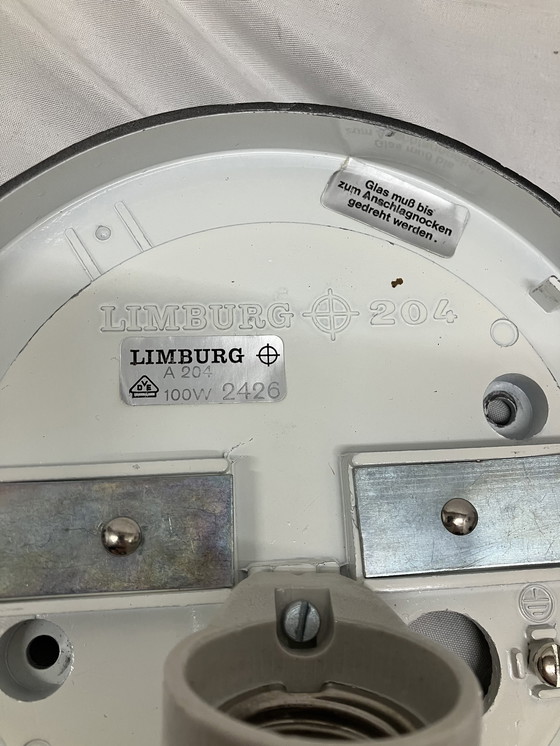 Glas muß bis
zum Anschlagnocken
gedreht werden.
LIMBURG 204
LIMBURG
A 204
100W 2426